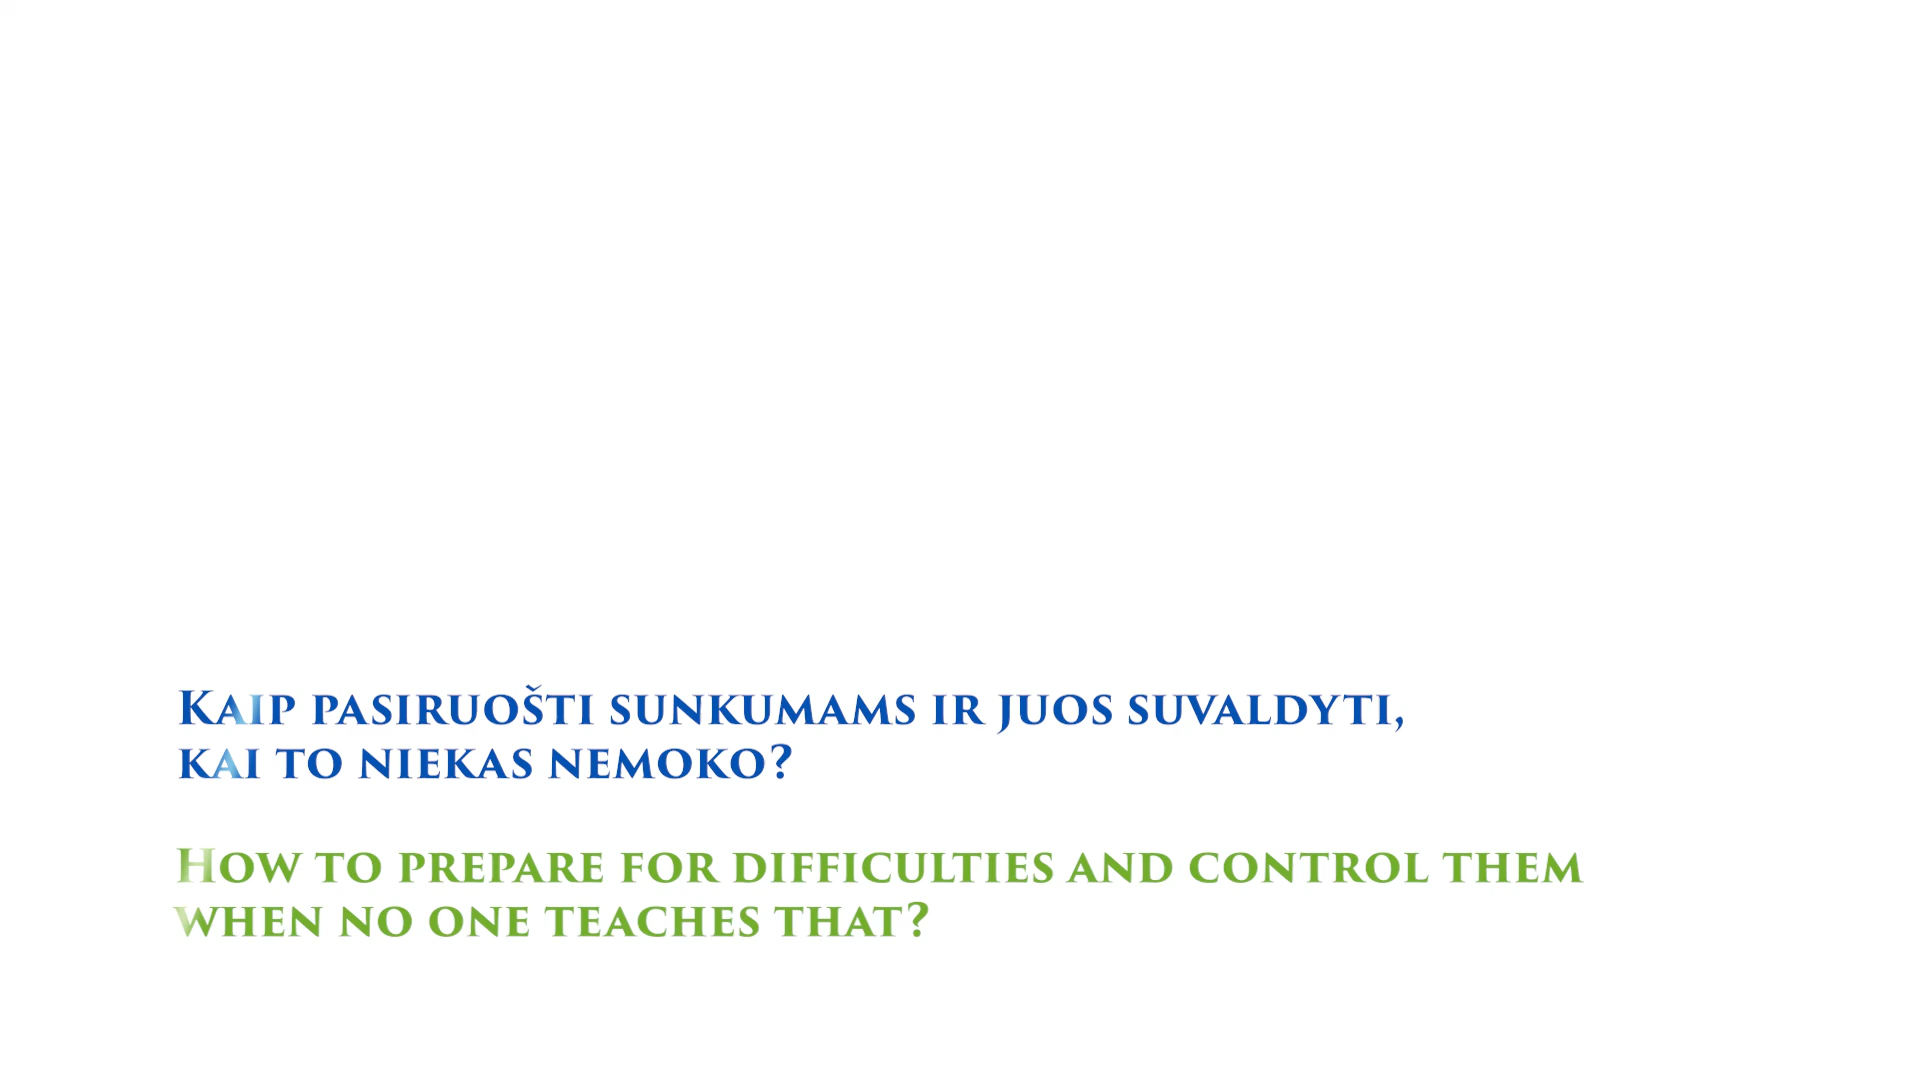 Kaip pasiruošti sunkumams ir juos suvaldyti,
kai to niekas nemoko?
How to prepare for difficulties and control them
when no one teaches that?